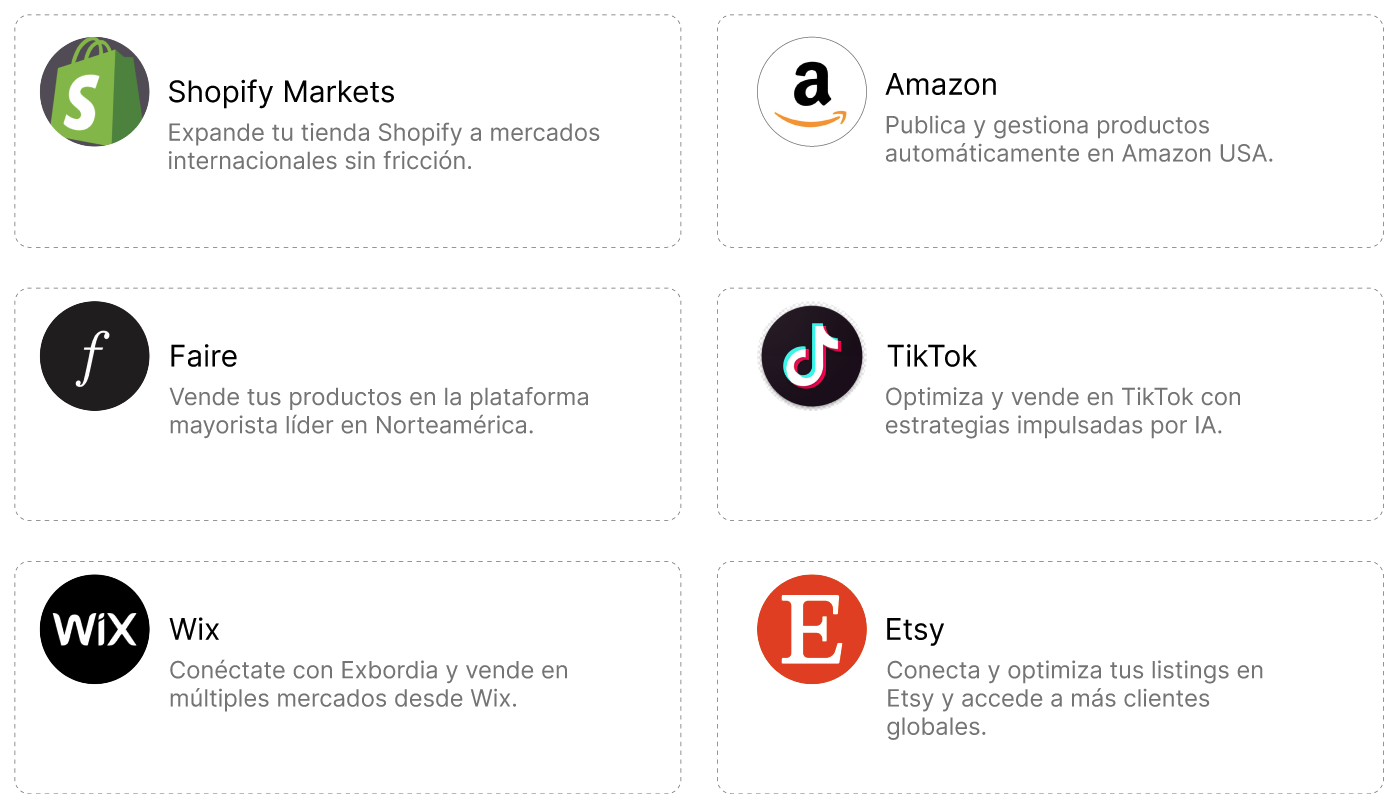 Shopify Markets
Expande tu tienda Shopify a mercados
internacionales sin fricción.
Amazon
Publica y gestiona productos
automáticamente en Amazon USA.
Faire
Vende tus productos en la plataforma
mayorista líder en Norteamérica.
TikTok
Optimiza y vende en TikTok con
estrategias impulsadas por IA.
WiX
Wix
Conéctate con Exbordia y vende en
múltiples mercados desde Wix.
E
Etsy
Conecta y optimiza tus listings en
Etsy y accede a más clientes
globales.